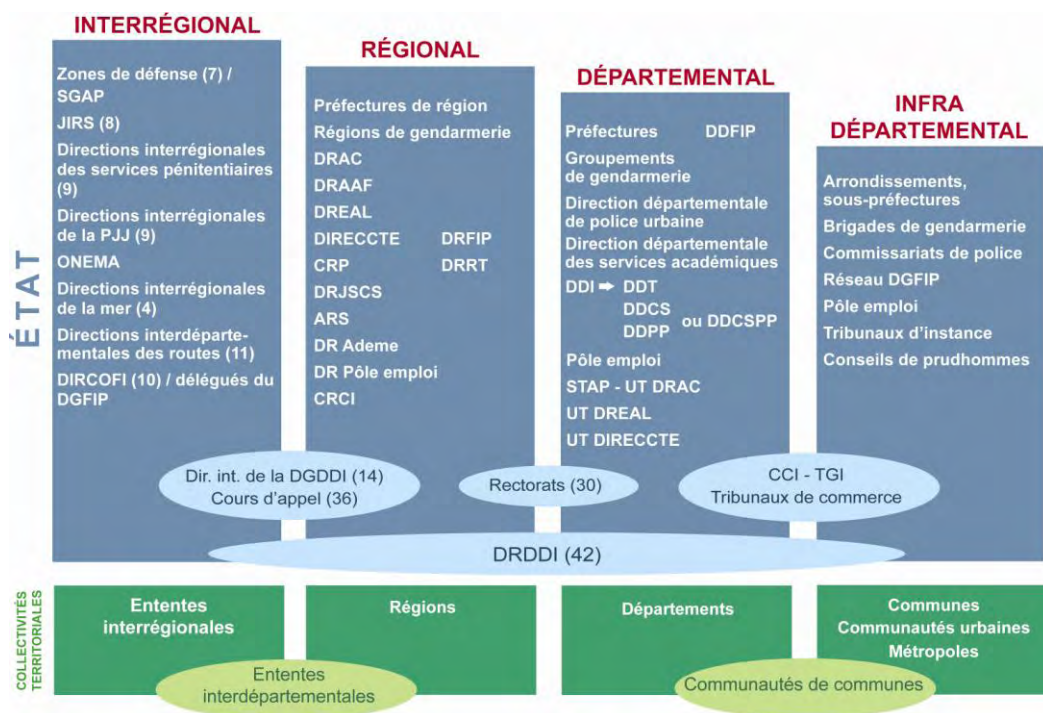 INTERRÉGIONAL
Zones de défense (7) /
SGAP
JIRS (8)
Directions interrégionales
des services pénitentiaires
(9)
Directions interrégionales
de la PJJ (9)
ONEMA
Directions interrégionales
de la mer (4)
Directions interdéparte-
mentales des routes (11)
DIRCOFI (10) / délégués du
DGFIP
RÉGIONAL
Préfectures de région
Régions de gendarmerie
DRAC
DRAAF
DREAL
DIRECCTE DRFIP
CRP DRRT
DRJSCS
ARS
DR Ademe
DR Pôle emploi
CRCI
DÉPARTEMENTAL
Préfectures DDFIP
Groupements
de gendarmerie
Direction départementale
de police urbaine
Direction départementale
des services académiques
DDI ➡ DDT
DDCS
DDPP ou DDCSPP
Pôle emploi
STAP - UT DRAC
UT DREAL
UT DIRECCTE
INFRA
DÉPARTEMENTAL
Arrondissements,
sous-préfectures
Brigades de gendarmerie
Commissariats de police
Réseau DGFIP
Pôle emploi
Tribunaux d'instance
Conseils de prudhommes
ÉTAT
Dir. int. de la DGDDI (14)
Cours d'appel (36)
Rectorats (30)
CCI - TGI
Tribunaux de commerce
DRDDI (42)
COLLECTIVITÉS
TERRITORIALES
Ententes
interrégionales
Régions
Départements
Communes
Communautés urbaines
Métropoles
Ententes
interdépartementales
Communautés de communes